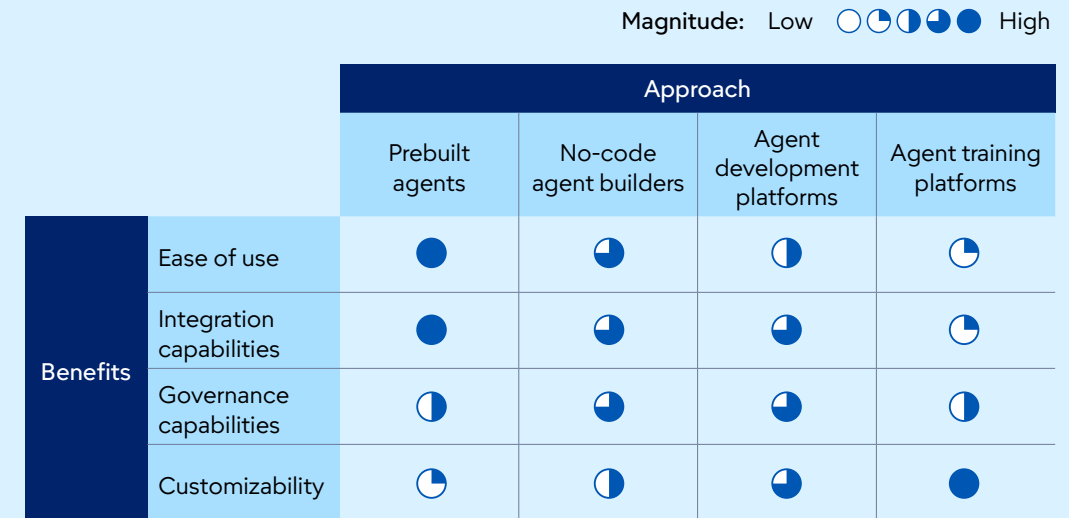 Magnitude: Low High
Approach
Prebuilt
agents
No-code
agent builders
Agent
development
platforms
Agent training
platforms
Benefits
Ease of use
Integration
capabilities
Governance
capabilities
Customizability